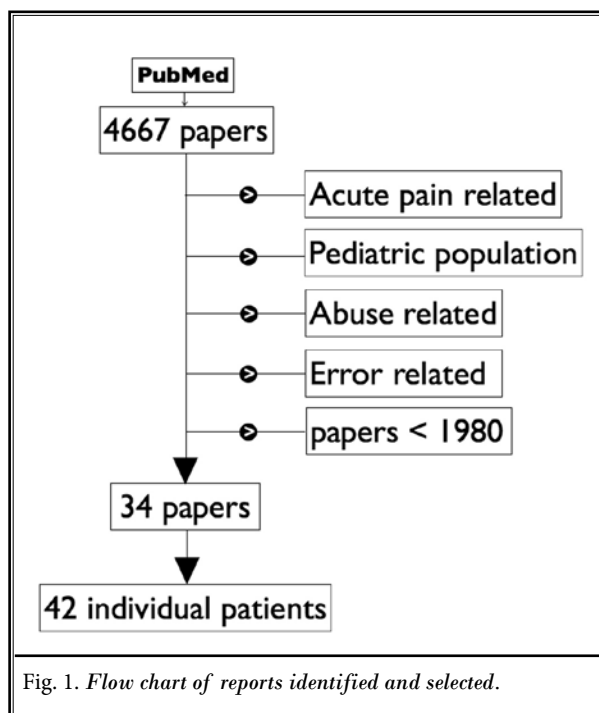 PubMed
4667 papers
Acute pain related
Pediatric population
Abuse related
Error related
papers < 1980
34 papers
42 individual patients
Fig. 1. Flow chart of reports identified and selected.